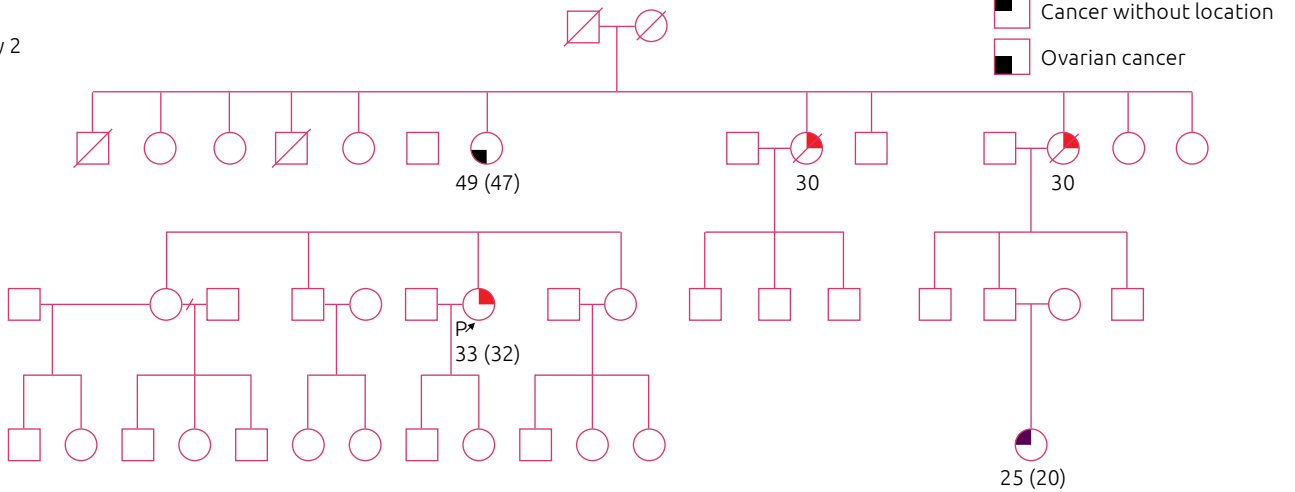 Cancer without location
y 2
Ovarian cancer
49 (47)
30
30
P
33 (32)
25 (20)